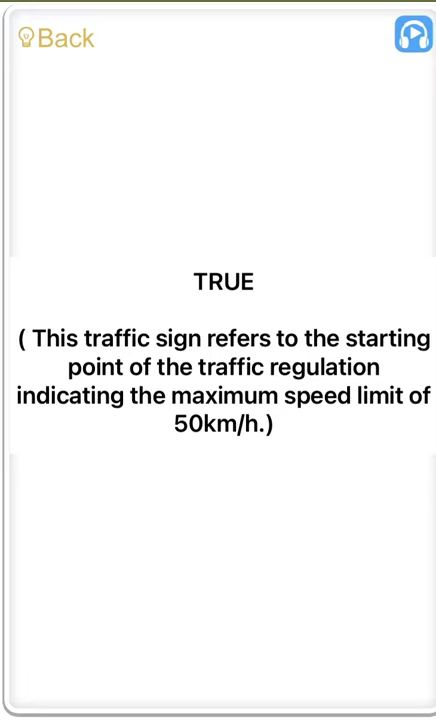 Back
TRUE
( This traffic sign refers to the starting
point of the traffic regulation
indicating the maximum speed limit of
50km/h.)